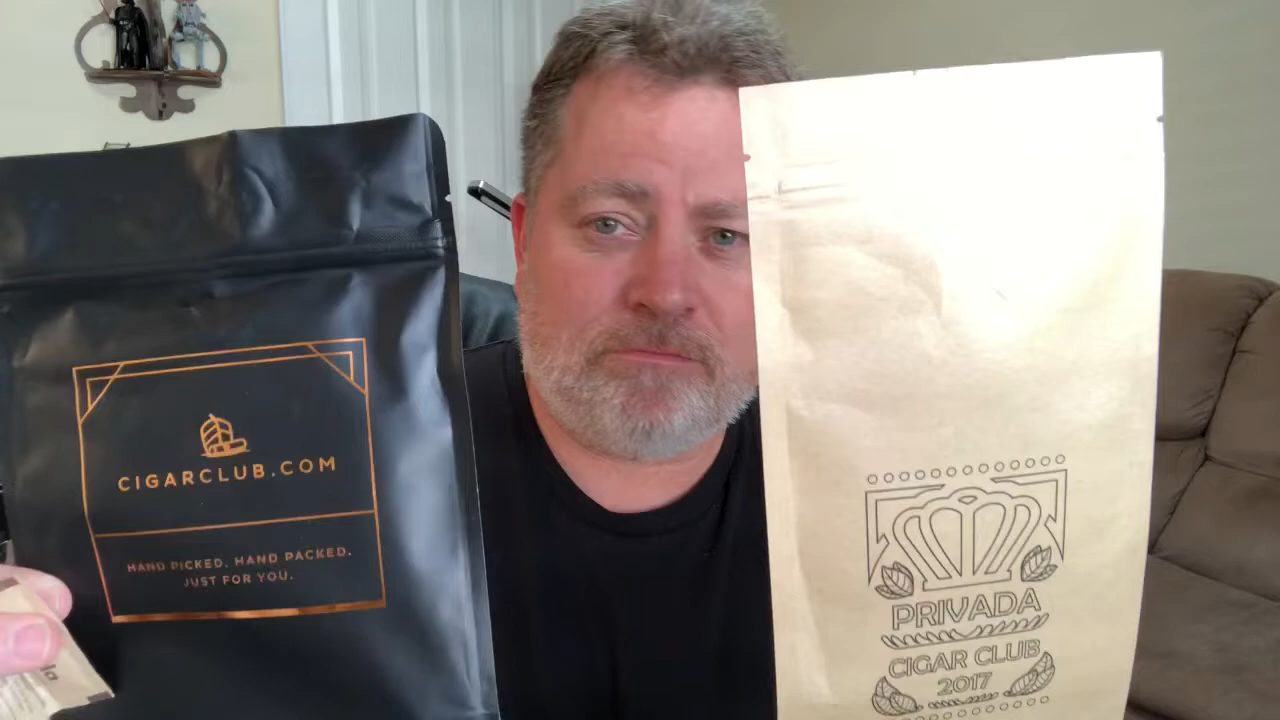 CIGARCLUB.COM
HAND PICKED. HAND PACKED.
JUST FOR YOU.
PRIVADA
CIGAR CLUB
2017